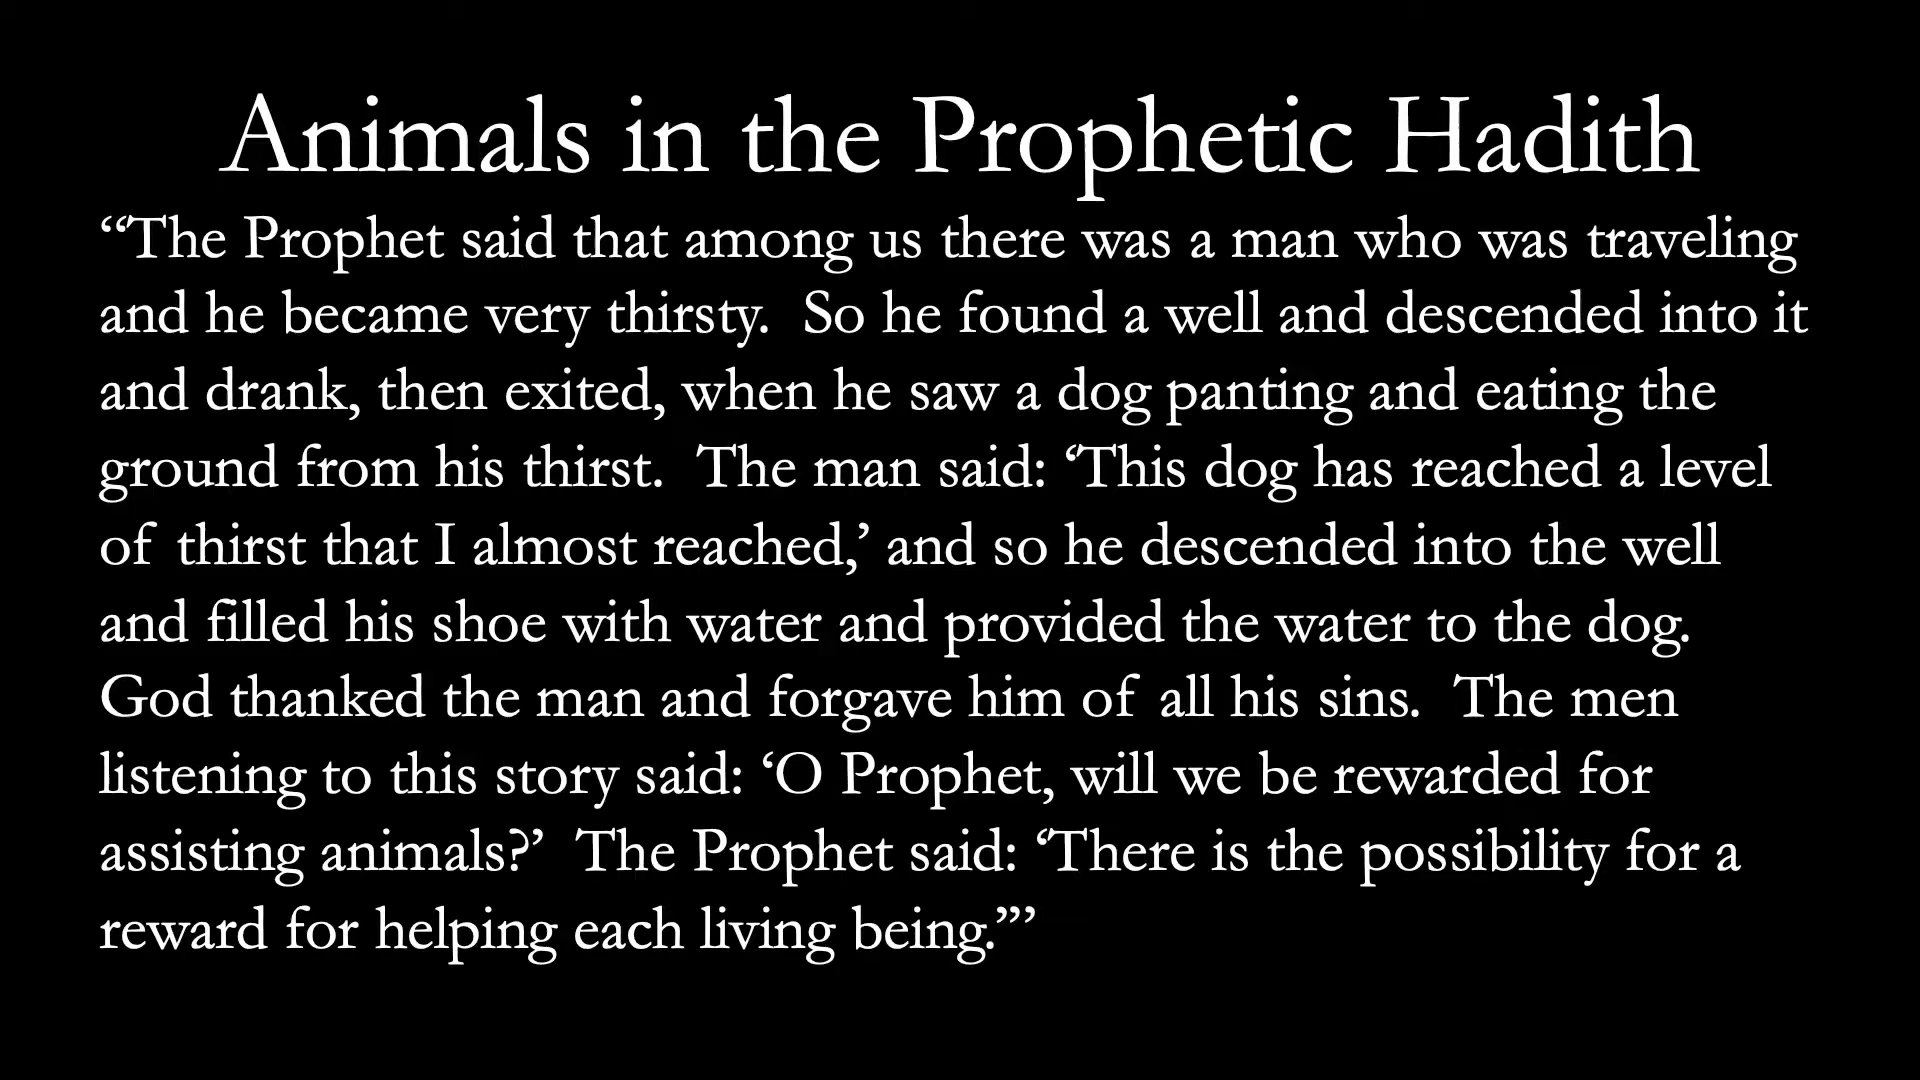 Animals in the Prophetic Hadith
“The Prophet said that among us there was a man who was traveling
and he became very thirsty.  So he found a well and descended into it
and drank, then exited, when he saw a dog panting and eating the
ground from his thirst.  The man said: ‘This dog has reached a level
of thirst that I almost reached,’ and so he descended into the well
and filled his shoe with water and provided the water to the dog.
God thanked the man and forgave him of all his sins.  The men
listening to this story said: ‘O Prophet, will we be rewarded for
assisting animals?’  The Prophet said: ‘There is the possibility for a
reward for helping each living being.”’